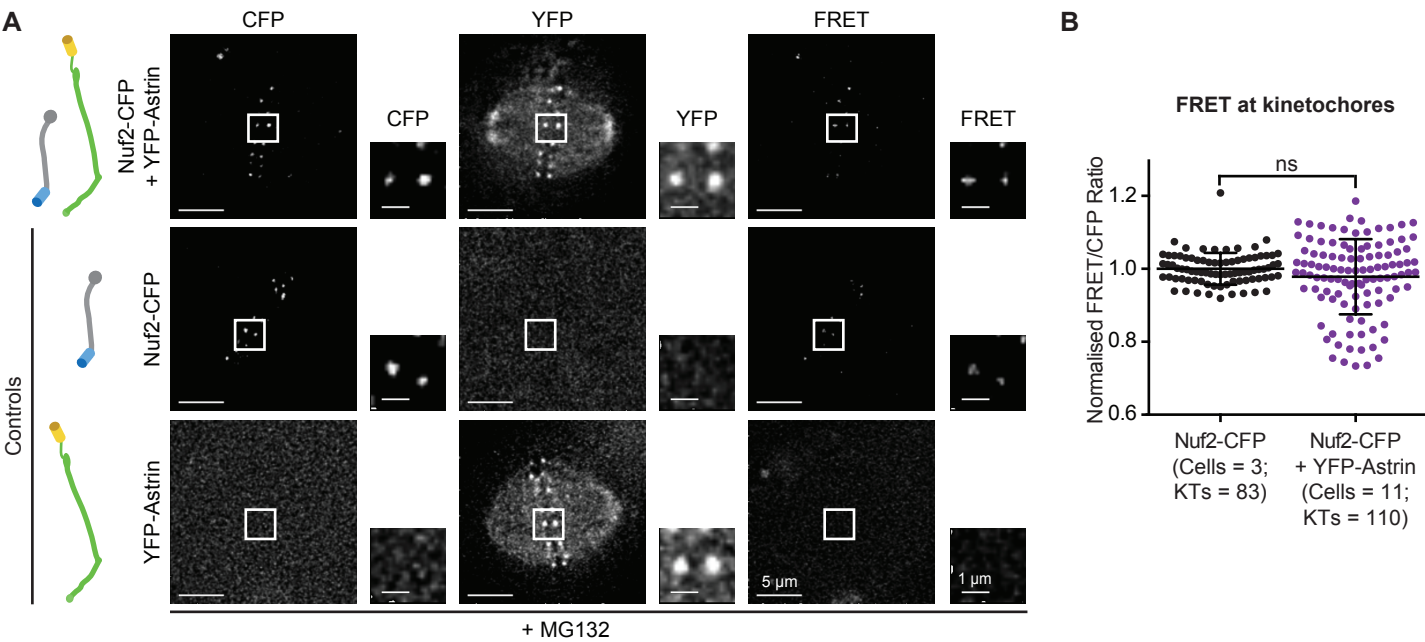 A
CFP
YFP
FRET
Nuf2-CFP
+ YFP-Astrin
CFP
YFP
FRET
Controls
Nuf2-CFP
YFP-Astrin
5 μm
1 μm
+ MG132
B
FRET at kinetochores
ns
Normalised FRET/CFP Ratio
1.2
1.0
0.8
0.6
Nuf2-CFP
(Cells = 3;
KTs = 83)
Nuf2-CFP
+ YFP-Astrin
(Cells = 11;
KTs = 110)